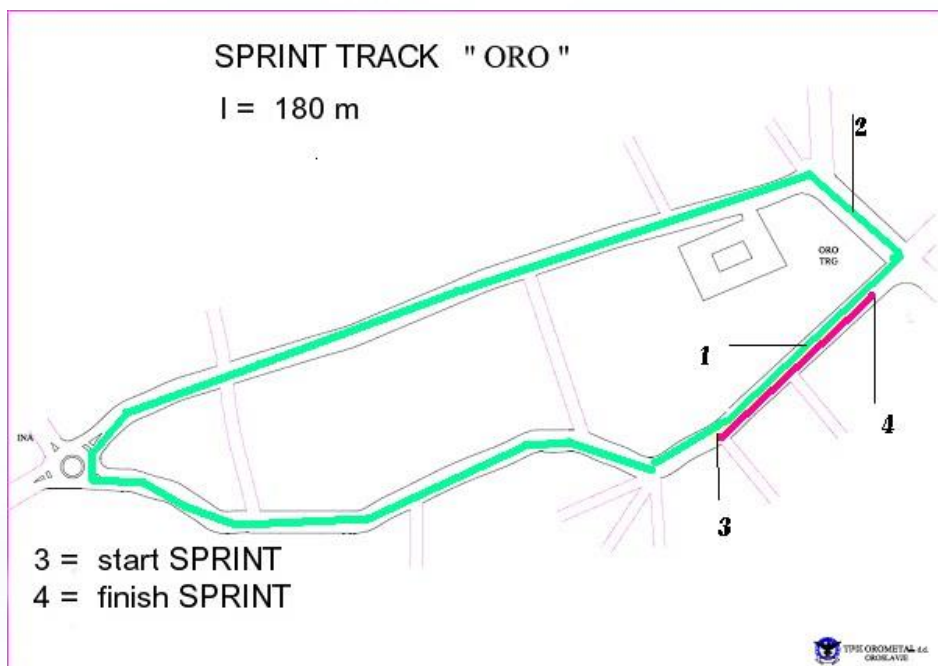 SPRINT TRACK " ORO "
l = 180 m
2
ORO
TRG
1
4
INA
3
3 = start SPRINT
4 = finish SPRINT
TPK OROMETAL d.d.
OROSLAVJE